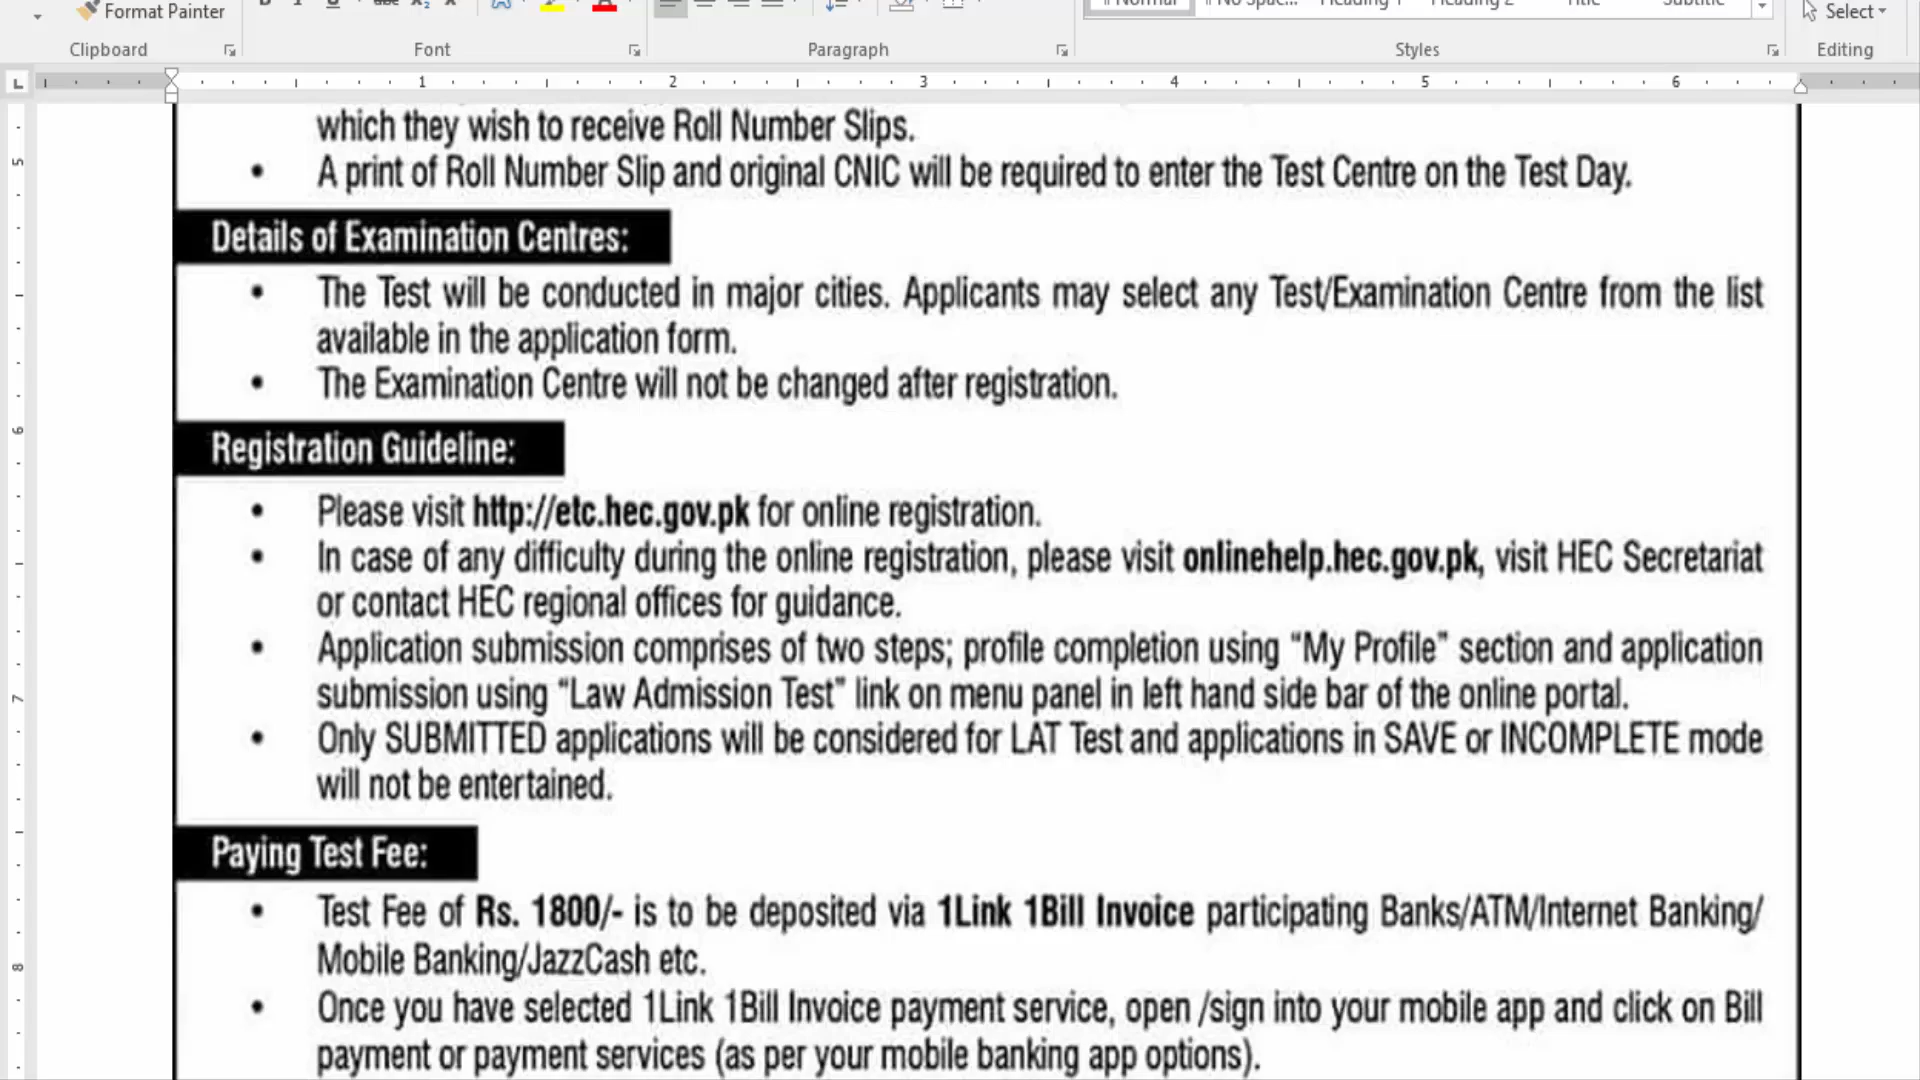 Format Painter
Select
Clipboard
Font
Paragraph
Styles
Editing
L
1 2 3 4 5 6
which they wish to receive Roll Number Slips.
• A print of Roll Number Slip and original CNIC will be required to enter the Test Centre on the Test Day.
Details of Examination Centres:
• The Test will be conducted in major cities. Applicants may select any Test/Examination Centre from the list
available in the application form.
• The Examination Centre will not be changed after registration.
Registration Guideline:
• Please visit http://etc.hec.gov.pk for online registration.
• In case of any difficulty during the online registration, please visit onlinehelp.hec.gov.pk, visit HEC Secretariat
or contact HEC regional offices for guidance.
• Application submission comprises of two steps; profile completion using “My Profile” section and application
submission using “Law Admission Test” link on menu panel in left hand side bar of the online portal.
• Only SUBMITTED applications will be considered for LAT Test and applications in SAVE or INCOMPLETE mode
will not be entertained.
Paying Test Fee:
• Test Fee of Rs. 1800/- is to be deposited via 1Link 1Bill Invoice participating Banks/ATM/Internet Banking/
Mobile Banking/JazzCash etc.
• Once you have selected 1Link 1Bill Invoice payment service, open /sign into your mobile app and click on Bill
payment or payment services (as per your mobile banking app options).
5
6
7
8